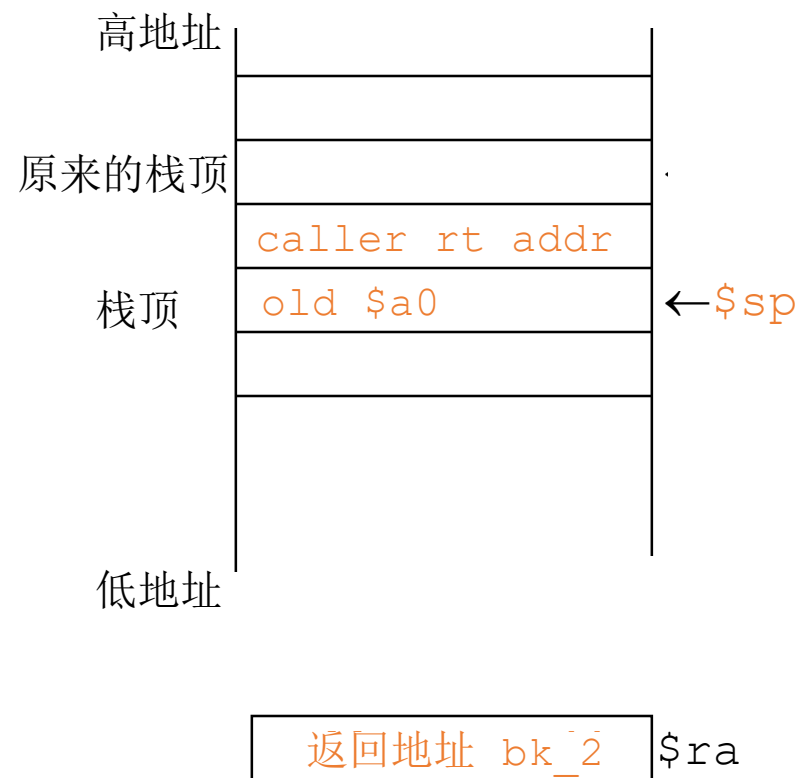 高地址
原来的栈顶
caller rt addr
栈顶 old $a0 ←$sp
低地址
返回地址 bk_2 $ra